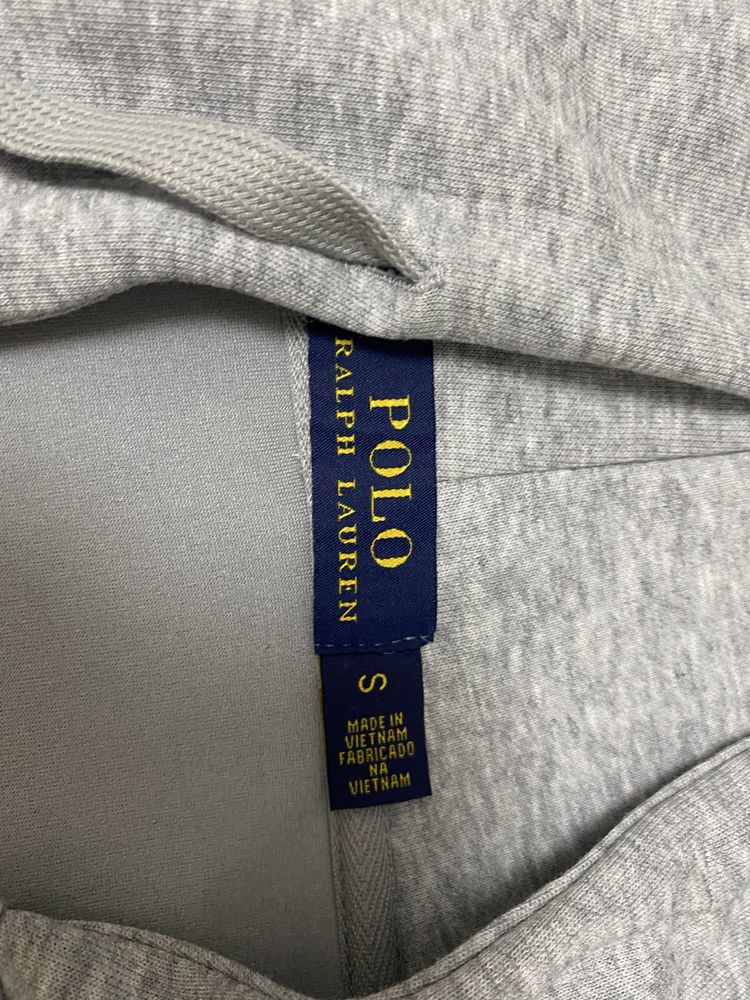 POLO
RALPH LAUREN
S
MADE IN
VIETNAM
FABRICADO
NA
VIETNAM